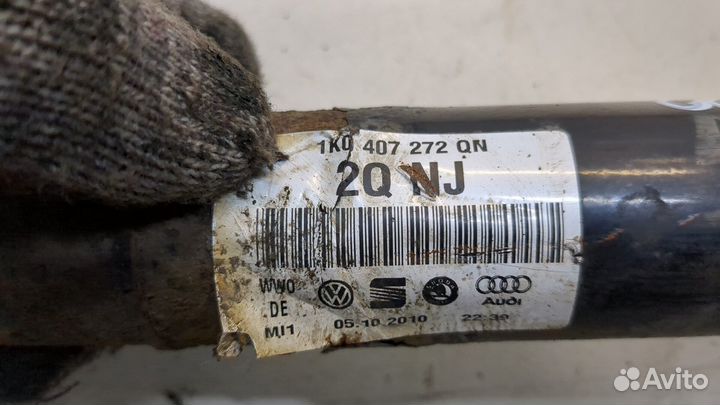 1K0 407 272 QN
2Q NJ
WWO
DE
MI1
Audi
05.10.2010 22:39
Avito